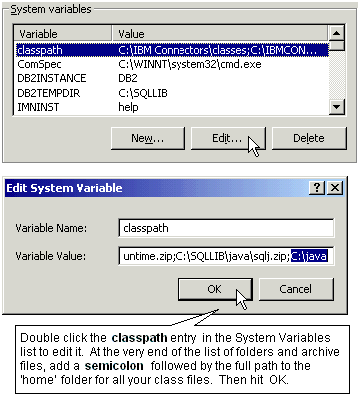 System variables
Variable Value
classpath C:\IBM Connectors\classes;C:\IBMCON...
ComSpec C:\WINNT\system32\cmd.exe
DB2INSTANCE DB2
DB2TEMPDIR C:\SQLLIB
IMNINST help
New... Edit... Delete
Edit System Variable
Variable Name: classpath
Variable Value: untime.zip;C:\SQLLIB\java\sqlj.zip;C:\java
OK Cancel
Double click the classpath entry in the System Variables
list to edit it. At the very end of the list of folders and archive
files, add a semicolon followed by the full path to the
'home' folder for all your class files. Then hit OK.